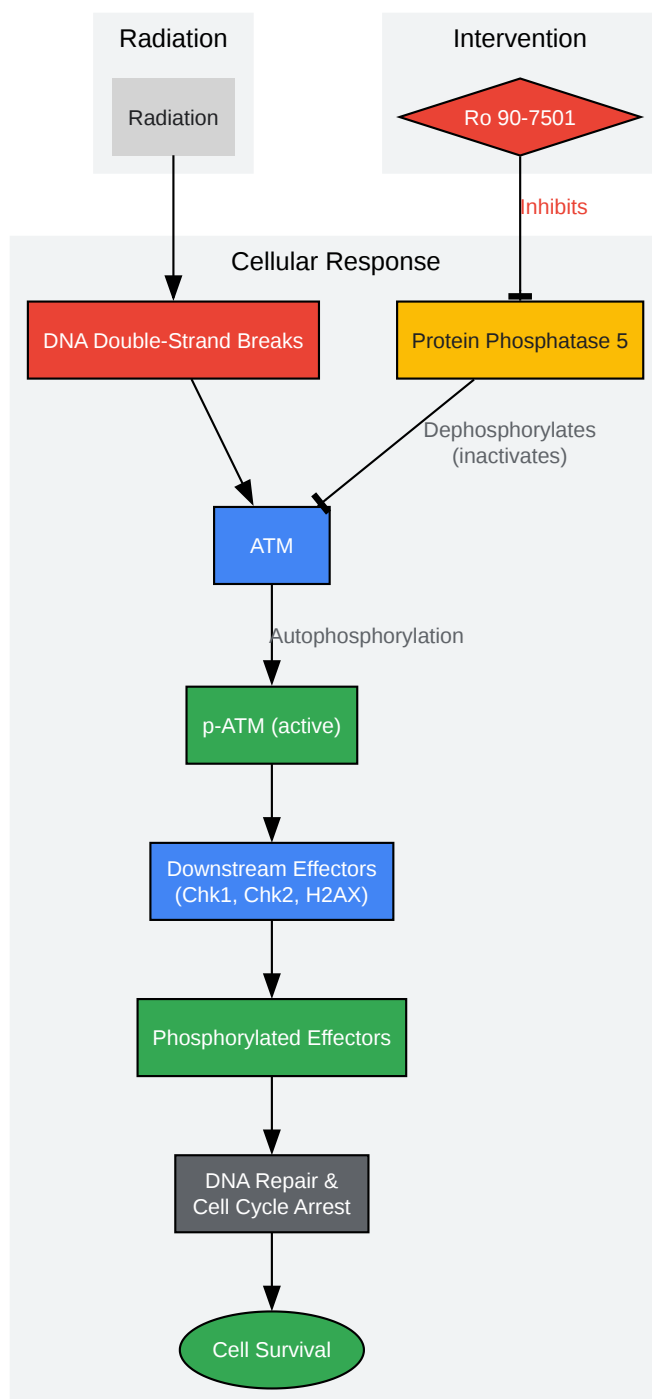 Radiation
Intervention
Radiation
Ro 90-7501
Inhibits
Cellular Response
DNA Double-Strand Breaks
Protein Phosphatase 5
Dephosphorylates
(inactivates)
ATM
Autophosphorylation
p-ATM (active)
Downstream Effectors
(Chk1, Chk2, H2AX)
Phosphorylated Effectors
DNA Repair &
Cell Cycle Arrest
Cell Survival